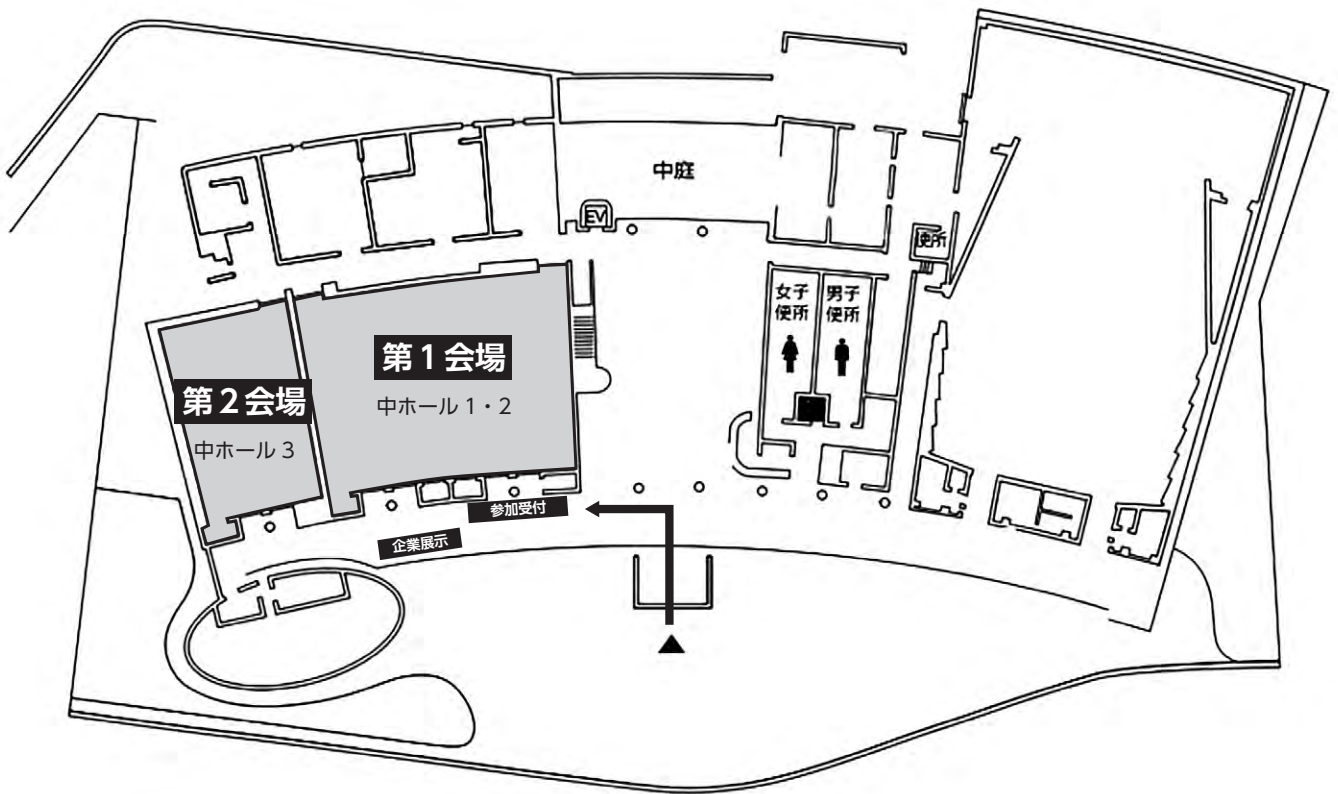 中庭
EV
便所
女子
便所
男子
便所
第1会場
中ホール 1・2
第2会場
中ホール 3
参加受付
企業展示